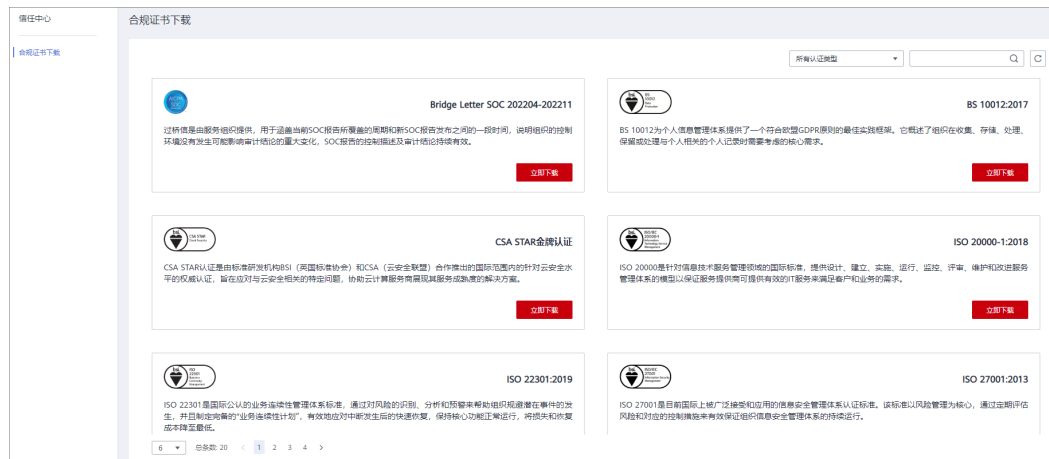 信任中心
合规证书下载
合规证书下载
所有认证类型
Bridge Letter SOC 202204-202211
过桥信是由服务组织提供，用于涵盖当前SOC报告所覆盖的周期和新SOC报告发布之间的一段时间，说明组织的控制
环境没有发生可能影响审计结论的重大变化，SOC报告的控制描述及审计结论持续有效。
立即下载
BS 10012:2017
BS 10012为个人信息管理体系提供了一个符合欧盟GDPR原则的最佳实践框架。它概述了组织在收集、存储、处理、
保留或处理与个人相关的个人记录时需要考虑的核心需求。
立即下载
CSA STAR金牌认证
CSA STAR认证是由标准研发机构BSI（英国标准协会）和CSA（云安全联盟）合作推出的国际范围内的针对云安全水
平的权威认证，旨在应对与云安全相关的特定问题，协助云计算服务商展现其服务成熟度的解决方案。
立即下载
ISO 20000-1:2018
ISO 20000是针对信息技术服务管理领域的国际标准，提供设计、建立、实施、运行、监控、评审、维护和改进服务
管理体系的模型以保证服务提供商可提供有效的IT服务来满足客户和业务的需求。
立即下载
ISO 22301:2019
ISO 22301是国际公认的业务连续性管理体系标准，通过对风险的识别、分析和预警来帮助组织规避潜在事件的发
生，并且制定完备的“业务连续性计划”，有效地应对中断发生后的快速恢复，保持核心功能正常运行，将损失和恢复
成本降至最低。
ISO 27001:2013
ISO 27001是目前国际上被广泛接受和应用的信息安全管理体系认证标准。该标准以风险管理为核心，通过定期评估
风险和对应的控制措施来有效保证组织信息安全管理体系的持续运行。
6 总条数: 20 1 2 3 4